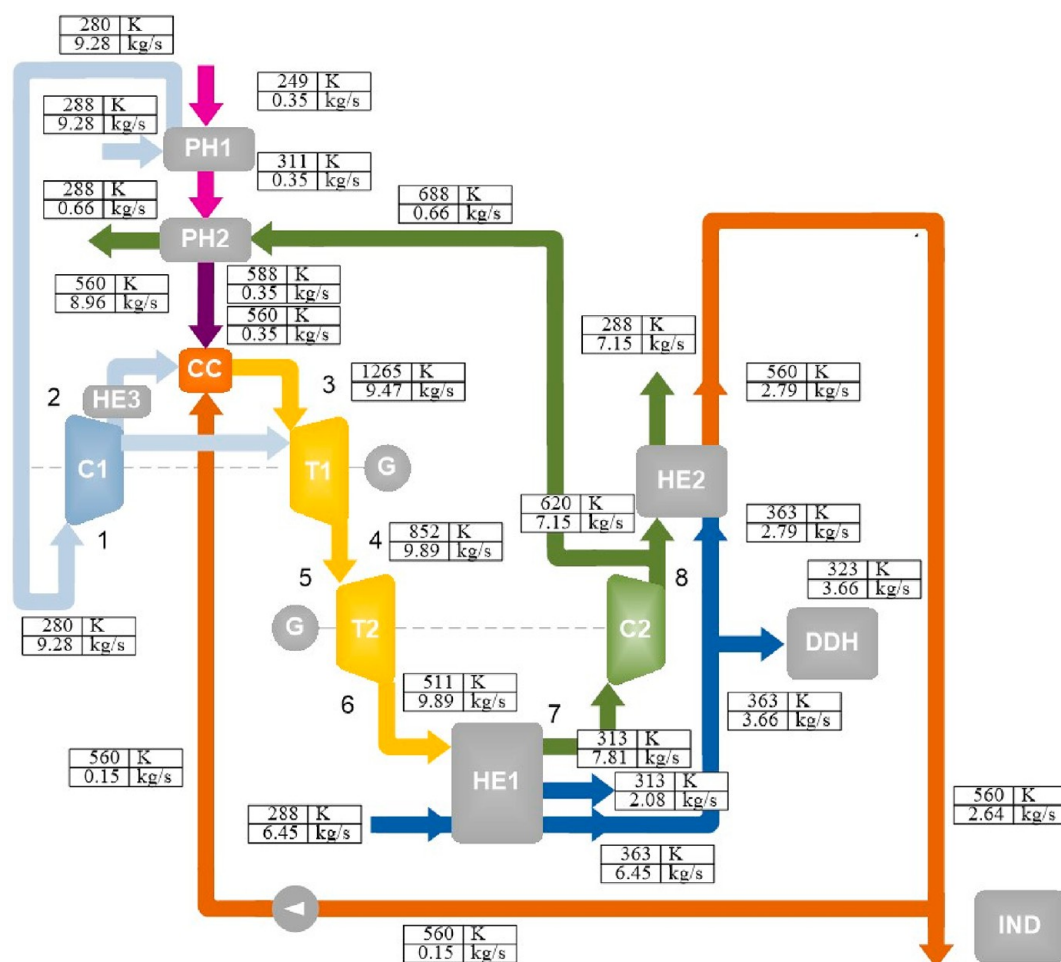 280 K
9.28 kg/s
249 K
0.35 kg/s
288 K
9.28 kg/s
PH1
311 K
0.35 kg/s
288 K
0.66 kg/s
688 K
0.66 kg/s
PH2
560 K
8.96 kg/s
588 K
0.35 kg/s
560 K
0.35 kg/s
288 K
7.15 kg/s
CC
3
1265 K
9.47 kg/s
560 K
2.79 kg/s
2
HE3
C1
T1
G
HE2
620 K
7.15 kg/s
363 K
2.79 kg/s
1
4
852 K
9.89 kg/s
5
8
323 K
3.66 kg/s
280 K
9.28 kg/s
G
T2
C2
DDH
6
511 K
9.89 kg/s
7
363 K
3.66 kg/s
313 K
7.81 kg/s
560 K
0.15 kg/s
HE1
313 K
2.08 kg/s
288 K
6.45 kg/s
560 K
2.64 kg/s
363 K
6.45 kg/s
IND
560 K
0.15 kg/s